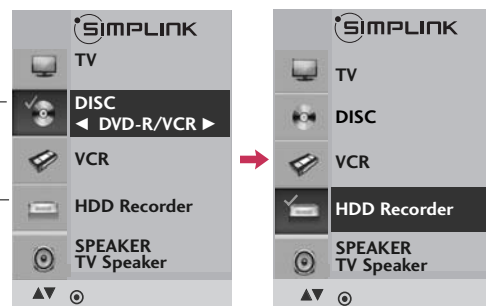 SIMPLINK
TV
DISC
◄ DVD-R/VCR ►
VCR
HDD Recorder
SPEAKER
TV Speaker
SIMPLINK
TV
DISC
VCR
HDD Recorder
SPEAKER
TV Speaker